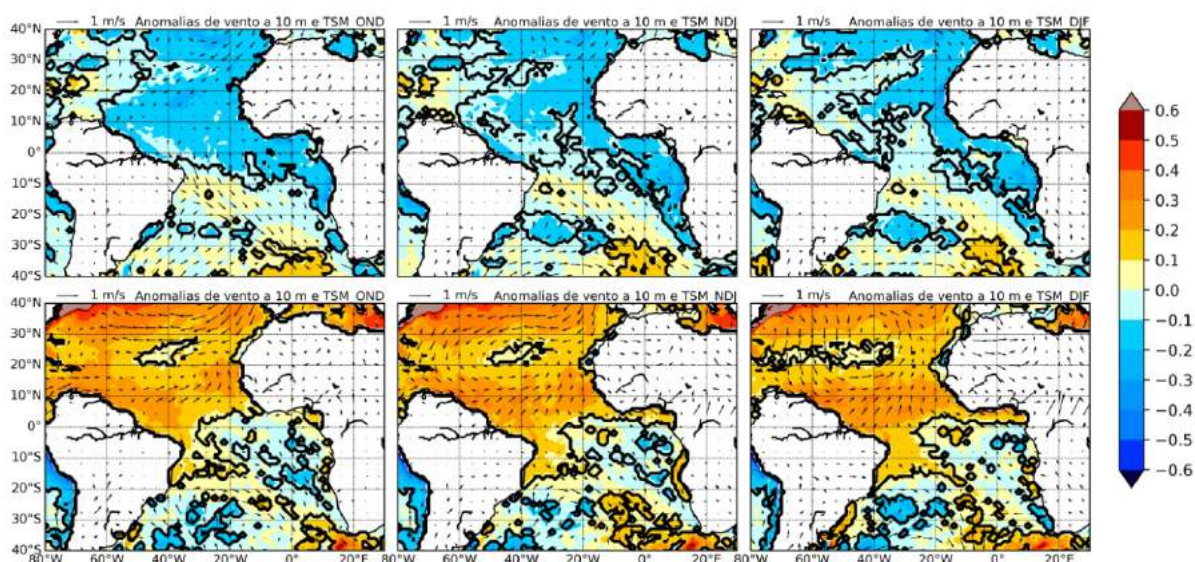 1 m/s Anomalias de vento a 10 m e TSM_OND
1 m/s Anomalias de vento a 10 m e TSM_NDJ
1 m/s Anomalias de vento a 10 m e TSM_DJF
40°N
30°N
20°N
10°N
0°
10°S
20°S
30°S
40°S
1 m/s Anomalias de vento a 10 m e TSM_OND
1 m/s Anomalias de vento a 10 m e TSM_NDJ
1 m/s Anomalias de vento a 10 m e TSM_DJF
40°N
30°N
20°N
10°N
0°
10°S
20°S
30°S
40°S
80°W 60°W 40°W 20°W 0° 20°E
80°W 60°W 40°W 20°W 0° 20°E
80°W 60°W 40°W 20°W 0° 20°E
0.6
0.5
0.4
0.3
0.2
0.1
0.0
−0.1
−0.2
−0.3
−0.4
−0.5
−0.6